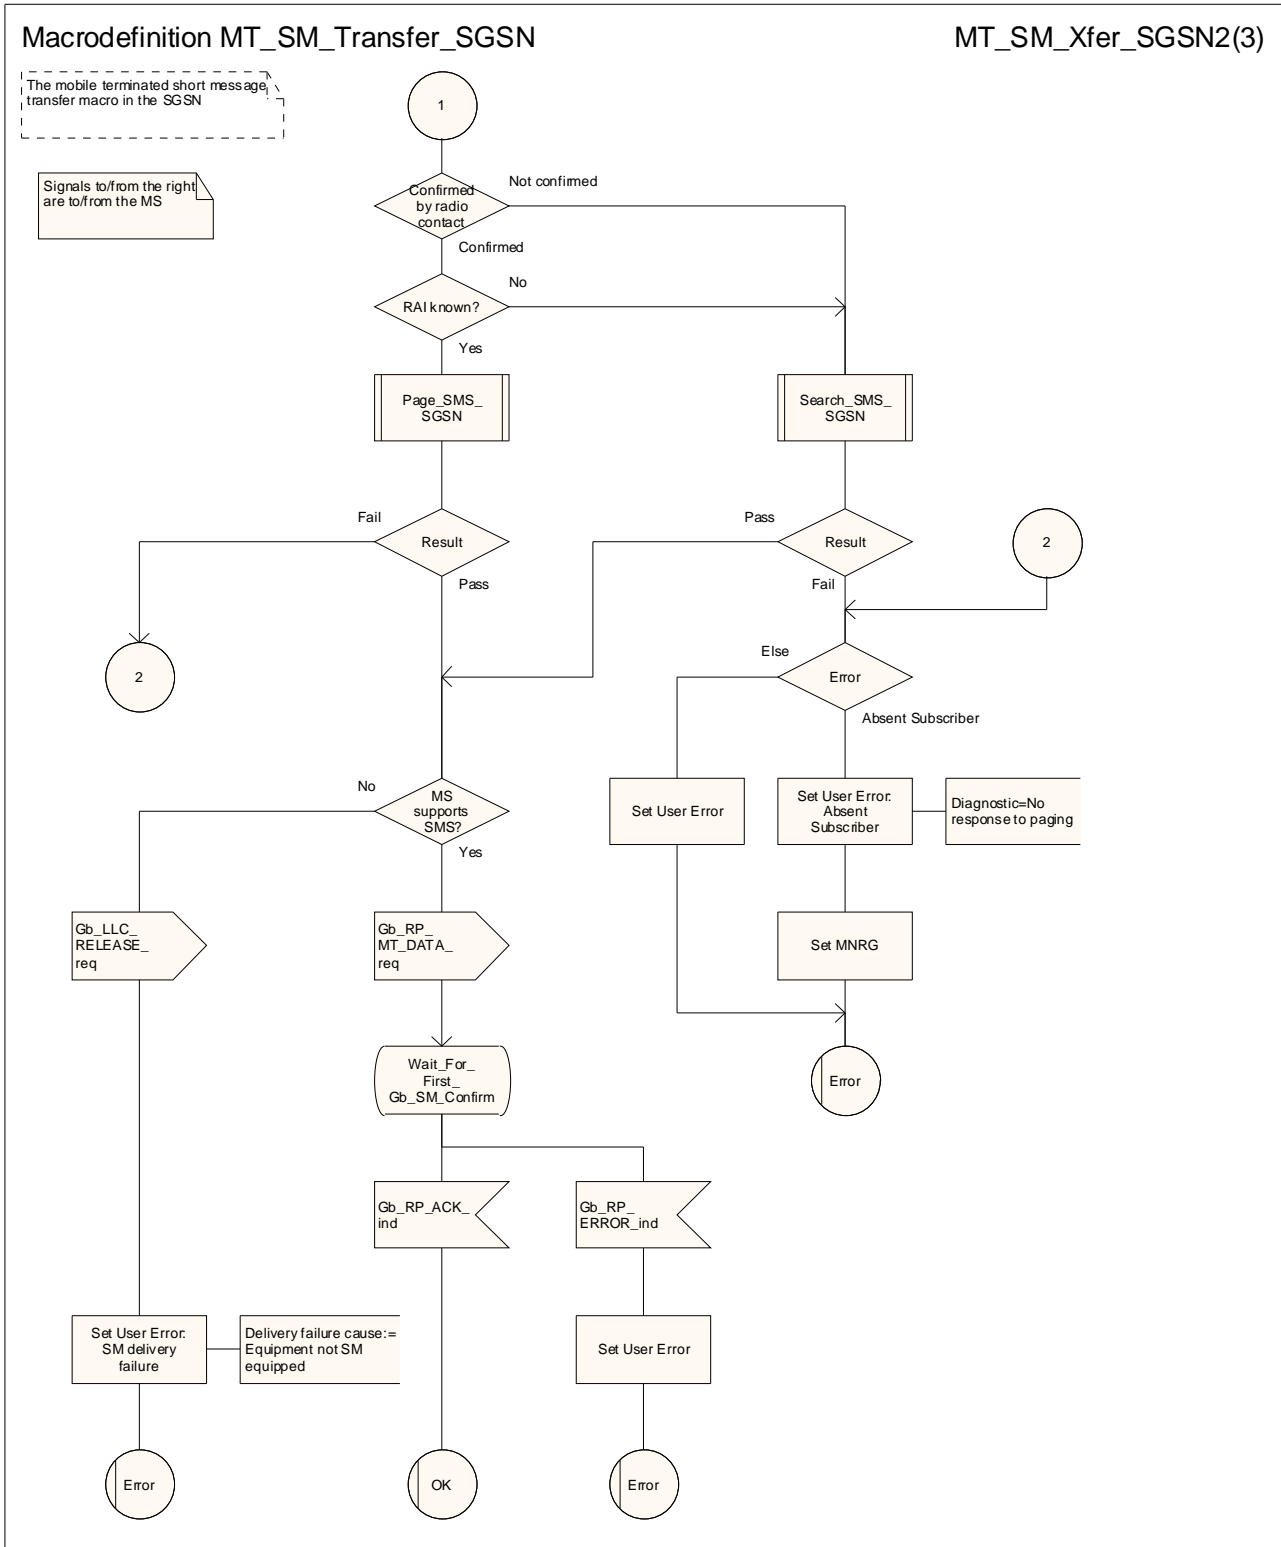 Macrodefinition MT_SM_Transfer_SGSN
MT_SM_Xfer_SGSN2(3)
The mobile terminated short message
transfer macro in the SGSN
1
Signals to/from the right
are to/from the MS
Confirmed
by radio
contact
Not confirmed
Confirmed
RAI known?
No
Yes
Page_SMS_
SGSN
Search_SMS_
SGSN
Fail
Result
Pass
Pass
Result
Fail
2
2
Else
Error
Absent Subscriber
No
MS
supports
SMS?
Yes
Set User Error
Set User Error:
Absent
Subscriber
Diagnostic=No
response to paging
Gb_LLC_
RELEASE_
req
Gb_RP_
MT_DATA_
req
Set MNRG
Wait_For_
First_
Gb_SM_Confirm
Error
Gb_RP_ACK_
ind
Gb_RP_
ERROR_ind
Set User Error:
SM delivery
failure
Delivery failure cause:=
Equipment not SM
equipped
Set User Error
Error
OK
Error